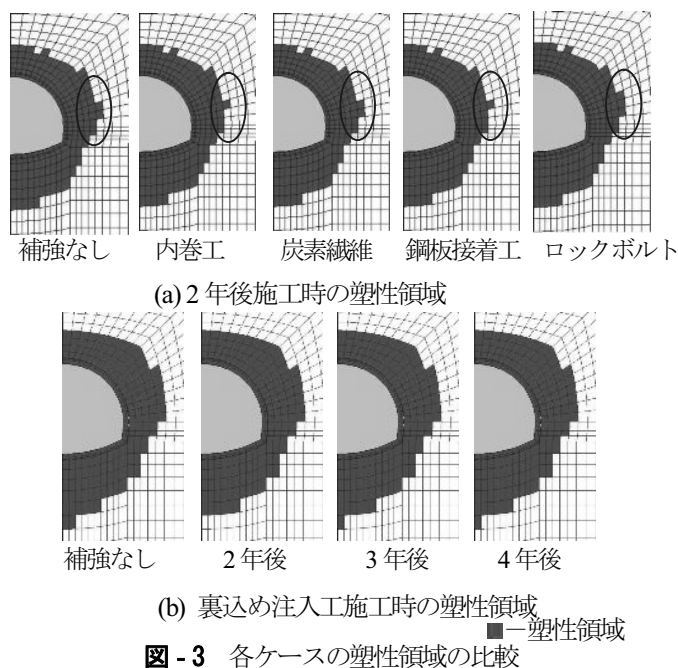 補強なし 内巻工 炭素繊維 鋼板接着工 ロックボルト
(a) 2 年後施工時の塑性領域
補強なし 2 年後 3 年後 4 年後
(b) 裏込め注入工施工時の塑性領域
■－塑性領域
図 - 3 各ケースの塑性領域の比較